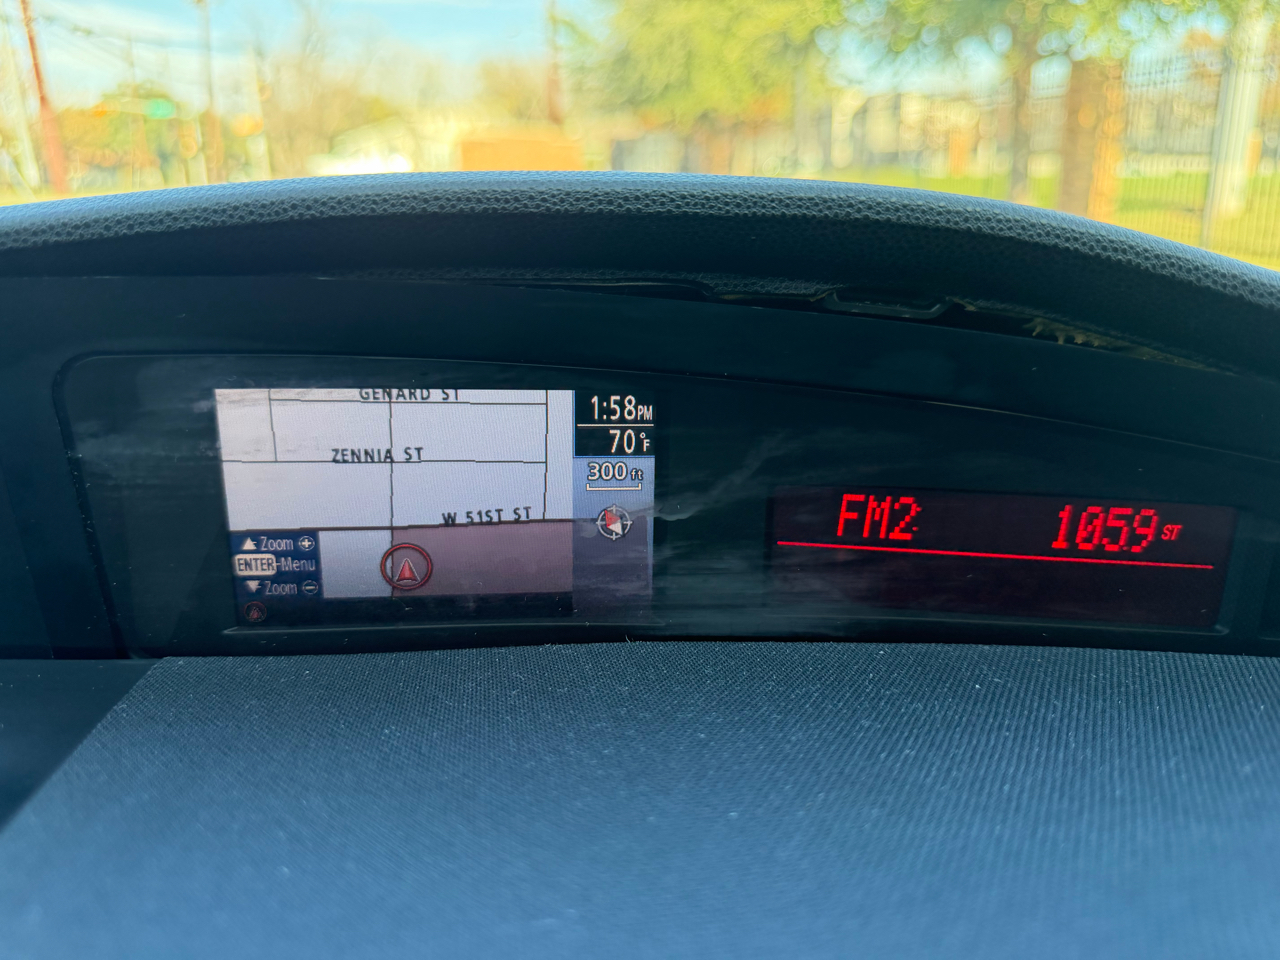 GENARD ST
ZENNIA ST
W 51ST ST
Zoom
ENTER-Menu
Zoom
1:58PM
70°F
300 ft
FM2 105.9 ST